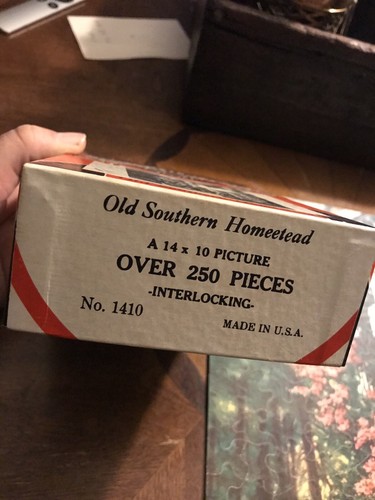 Old Southern Homeetead
A 14 x 10 PICTURE
OVER 250 PIECES
-INTERLOCKING-
No. 1410
MADE IN U.S.A.